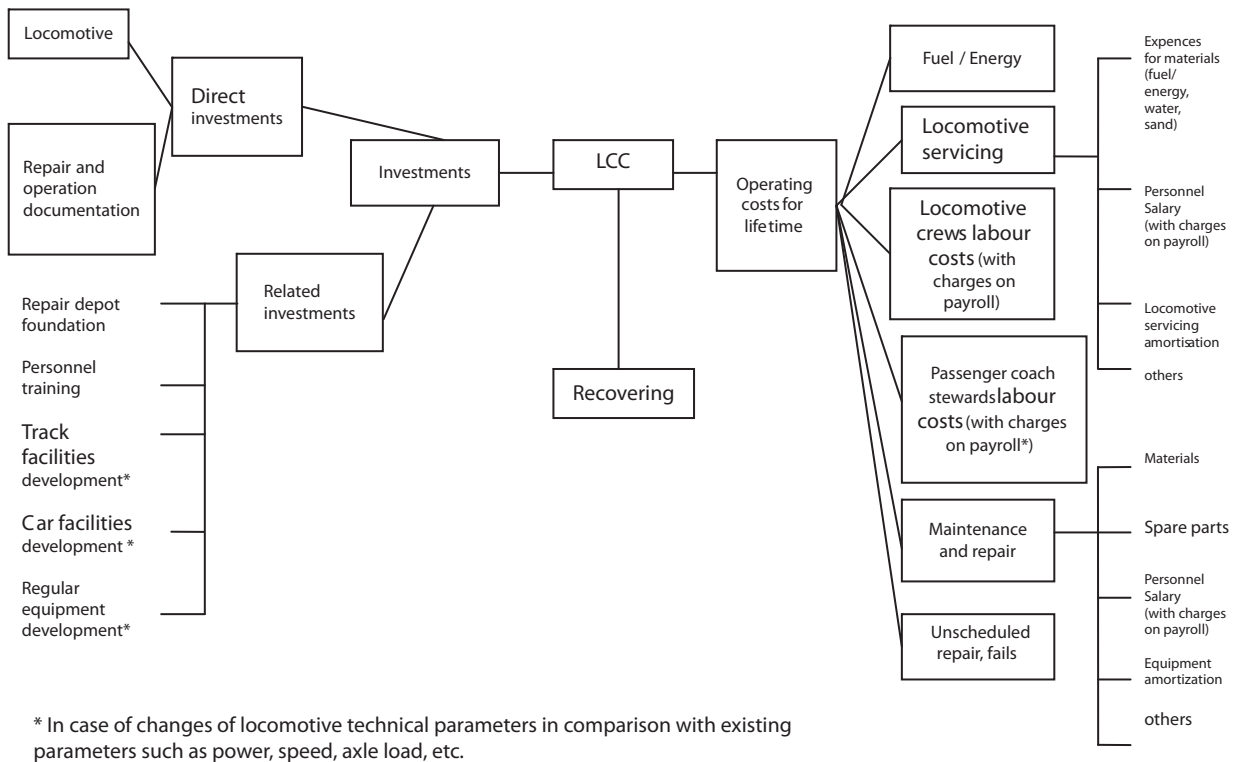 Locomotive
Direct
investments
Repair and
operation
documentation
Investments
Related
investments
Repair depot
foundation
Personnel
training
Track
facilities
development*
Car facilities
development *
Regular
equipment
development*
LCC
Recovering
Operating
costs for
life time
Fuel / Energy
Locomotive
servicing
Locomotive
crews labour
costs (with
charges on
payroll)
Passenger coach
stewards labour
costs (with charges
on payroll*)
Maintenance
and repair
Unscheduled
repair, fails
Expences
for materials
(fuel/
energy,
water,
sand)
Personnel
Salary
(with charges
on payroll)
Locomotive
servicing
amortisation
others
Materials
Spare parts
Personnel
Salary
(with charges
on payroll)
Equipment
amortization
others
* In case of changes of locomotive technical parameters in comparison with existing
parameters such as power, speed, axle load, etc.